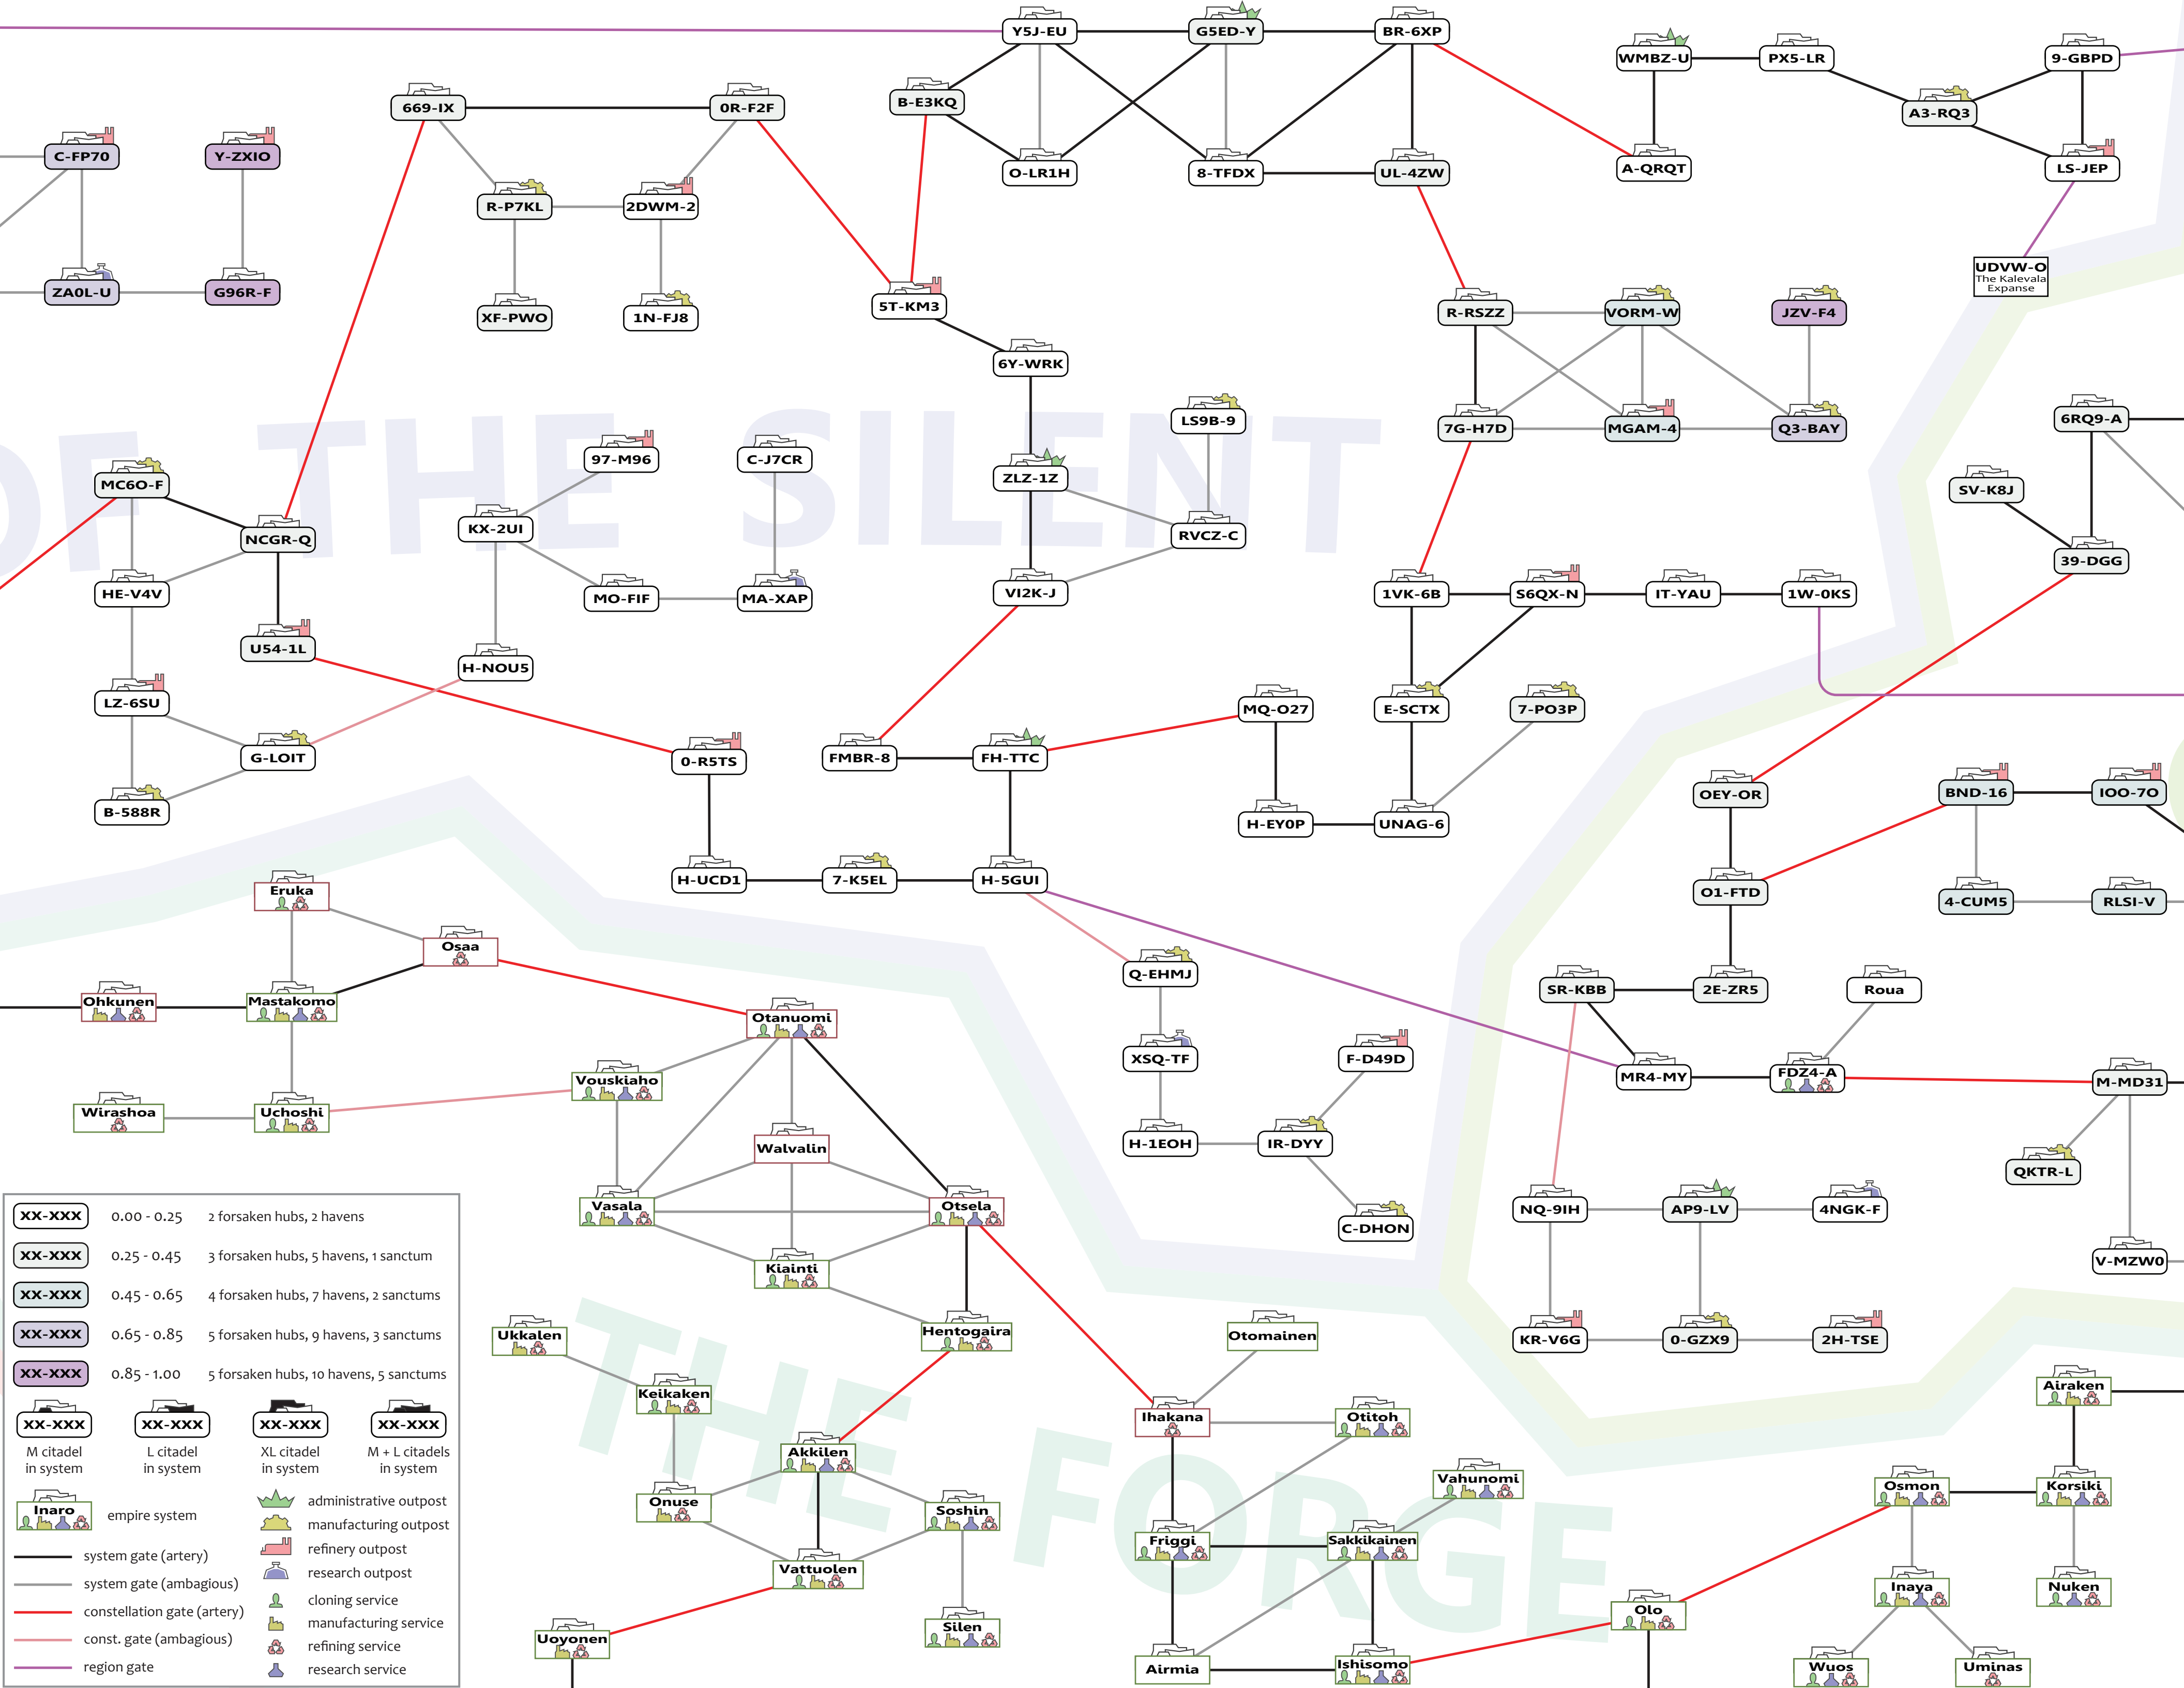 Y5J-EU
G5ED-Y
BR-6XP
WMBZ-U
PX5-LR
9-GBPD
669-IX
0R-F2F
B-E3KQ
A3-RQ3
C-FP70
Y-ZXIO
O-LR1H
8-TFDX
UL-4ZW
A-QRQT
LS-JEP
R-P7KL
2DWM-2
UDVW-O
The Kalevala
Expanse
ZA0L-U
G96R-F
XF-PWO
1N-FJ8
5T-KM3
R-RSZZ
VORM-W
JZV-F4
6Y-WRK
OF THE SILENT
LS9B-9
7G-H7D
MGAM-4
Q3-BAY
6RQ9-A
97-M96
C-J7CR
MC6O-F
ZLZ-1Z
SV-K8J
NCGR-Q
KX-2UI
RVCZ-C
39-DGG
HE-V4V
MO-FIF
MA-XAP
VI2K-J
1VK-6B
S6QX-N
IT-YAU
1W-0KS
U54-1L
H-NOU5
LZ-6SU
MQ-O27
E-SCTX
7-PO3P
G-LOIT
0-R5TS
FMBR-8
FH-TTC
B-588R
H-EY0P
UNAG-6
OEY-OR
BND-16
IOO-7O
H-UCD1
7-K5EL
H-5GUI
O1-FTD
4-CUM5
RLSI-V
Eruka
Osaa
Q-EHMJ
SR-KBB
2E-ZR5
Roua
Ohkunen
Mastakomo
Otanuomi
XSQ-TF
F-D49D
MR4-MY
FDZ4-A
M-MD31
Vouskiaho
Wirashoa
Uchoshi
Walvalin
H-1EOH
IR-DYY
QKTR-L
Vasala
Otsela
C-DHON
NQ-9IH
AP9-LV
4NGK-F
Kiainti
V-MZW0
Ukkalen
Hentogaira
Otomainen
KR-V6G
0-GZX9
2H-TSE
THE FORGE
Keikaken
Airaken
Ihakana
Otitoh
Akkilen
Vahunomi
Osmon
Korsiki
Onuse
Soshin
Friggi
Sakkikainen
Vattuolen
Inaya
Nuken
Silen
Olo
Uoyonen
Airmia
Ishisomo
Wuos
Uminas
XX-XXX 0.00 - 0.25 2 forsaken hubs, 2 havens
XX-XXX 0.25 - 0.45 3 forsaken hubs, 5 havens, 1 sanctum
XX-XXX 0.45 - 0.65 4 forsaken hubs, 7 havens, 2 sanctums
XX-XXX 0.65 - 0.85 5 forsaken hubs, 9 havens, 3 sanctums
XX-XXX 0.85 - 1.00 5 forsaken hubs, 10 havens, 5 sanctums
XX-XXX XX-XXX XX-XXX XX-XXX
M citadel L citadel XL citadel M + L citadels
in system in system in system in system
Inaro empire system
administrative outpost
manufacturing outpost
refinery outpost
research outpost
cloning service
manufacturing service
refining service
research service
system gate (artery)
system gate (ambagious)
constellation gate (artery)
const. gate (ambagious)
region gate